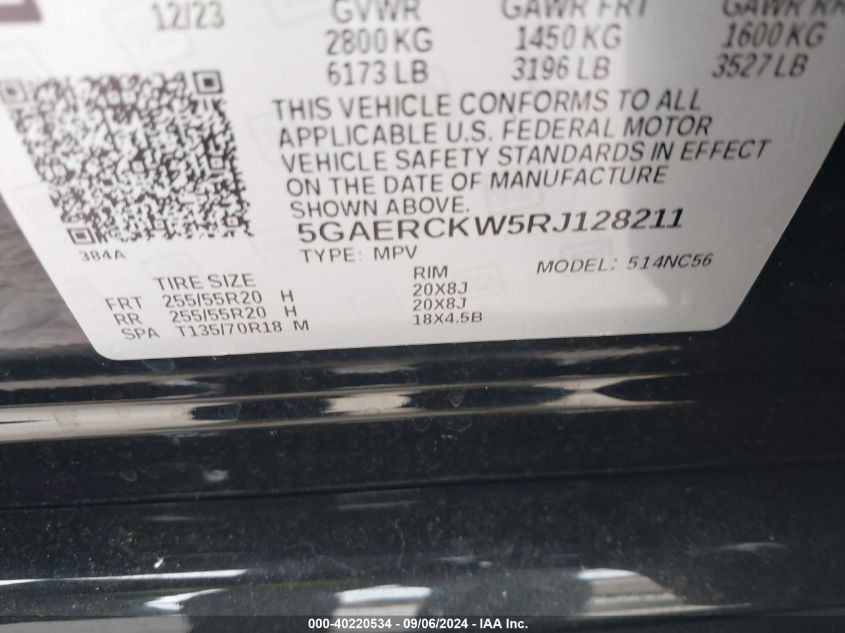 12/23 GVWR GAWR FRT GAWR RR
2800 KG 1450 KG 1600 KG
6173 LB 3196 LB 3527 LB
THIS VEHICLE CONFORMS TO ALL
APPLICABLE U.S. FEDERAL MOTOR
VEHICLE SAFETY STANDARDS IN EFFECT
ON THE DATE OF MANUFACTURE
SHOWN ABOVE.
5GAERCKW5RJ128211
384A
TYPE: MPV MODEL: 514NC56
TIRE SIZE RIM
FRT 255/55R20 H 20X8J
RR 255/55R20 H 20X8J
SPA T135/70R18 M 18X4.5B
000-40220534 - 09/06/2024 - IAA Inc.